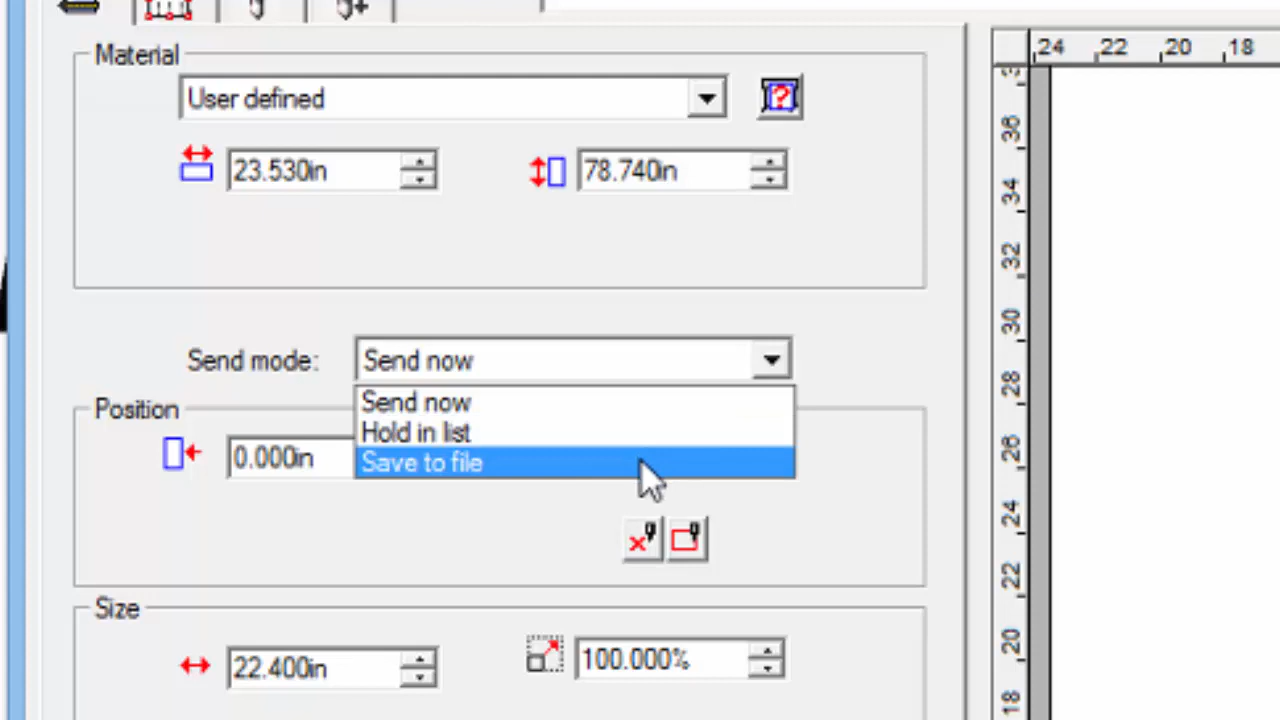 Material
User defined
23.530in 78.740in
Send mode: Send now
Send now
Hold in list
Save to file
Position
0.000in
Size
22.400in 100.000%
24 22 20 18
36
34
32
30
28
26
24
22
20
18